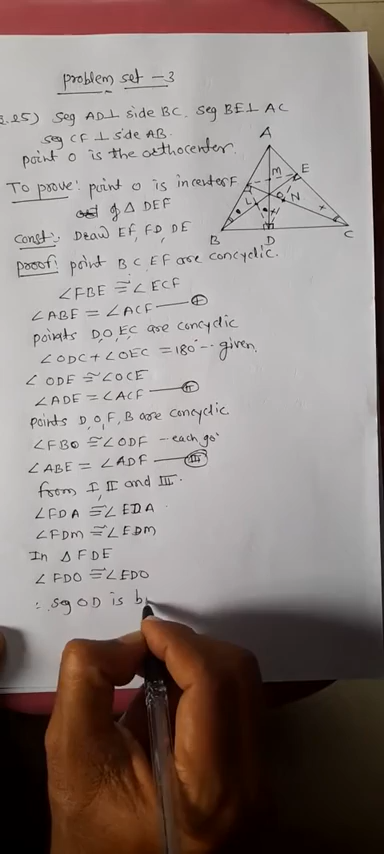 problem set - 3
Q.25) seg AD ⊥ side BC. seg BE ⊥ AC
seg CF ⊥ side AB.
point O is the orthocenter.
To prove: point O is incenter
of Δ DEF
Const: Draw EF, FD, DE
proof: point B C, E F are concyclic.
∠FBE ≅ ∠ECF
∠ABE = ∠ACF — I
points D, O, E C are concyclic
∠ODC + ∠OEC = 180° -- given.
∠ODE ≅ ∠OCE
∠ADE = ∠ACF — II
points D, O, F, B are concyclic
∠FBO ≅ ∠ODF - each 90°
∠ABE = ∠ADF — III
from I, II and III.
∠FDA ≅ ∠EDA
∠FDM ≅ ∠EDM
In Δ FDE
∠FDO ≅ ∠EDO
∴ seg OD is b
A
M
E
F
L
O
N
B
D
C